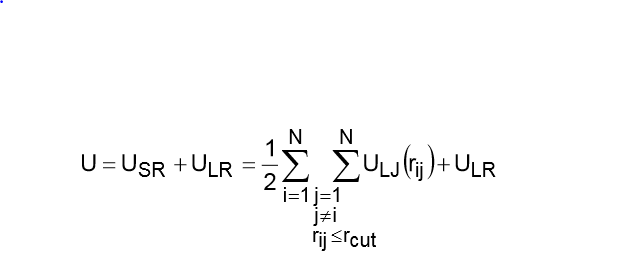 U = U_SR + U_LR = 1/2 ∑_{i=1}^{N} ∑_{j=1, j≠i, r_ij ≤ r_cut}^{N} U_LJ(r_ij) + U_LR